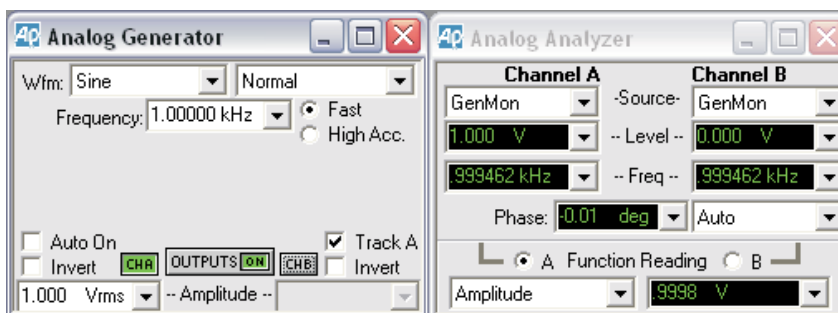 Ap Analog Generator
Wfm: Sine Normal
Frequency: 1.00000 kHz Fast
High Acc.
Auto On Track A
Invert CHA OUTPUTS ON CHB Invert
1.000 Vrms -- Amplitude --
Ap Analog Analyzer
Channel A Channel B
GenMon -Source- GenMon
1.000 V -- Level -- 0.000 V
.999462 kHz -- Freq -- .999462 kHz
Phase: -0.01 deg Auto
A Function Reading B
Amplitude .9998 V